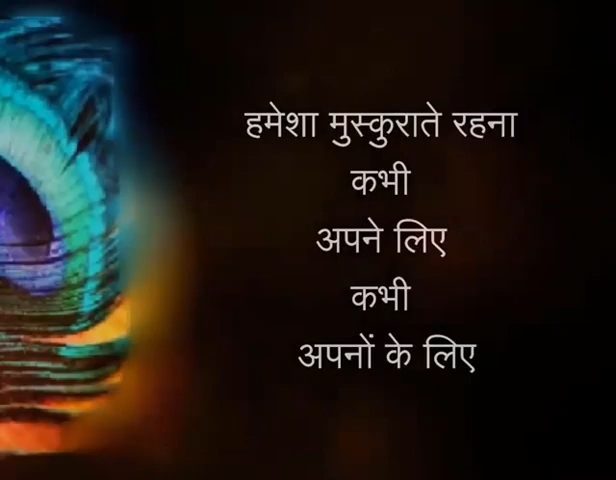 हमेशा मुस्कुराते रहना
कभी
अपने लिए
कभी
अपनों के लिए